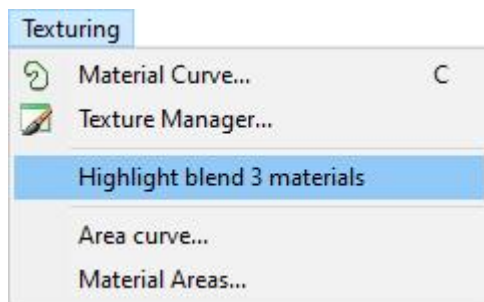 Texturing
Material Curve... C
Texture Manager...
Highlight blend 3 materials
Area curve...
Material Areas...